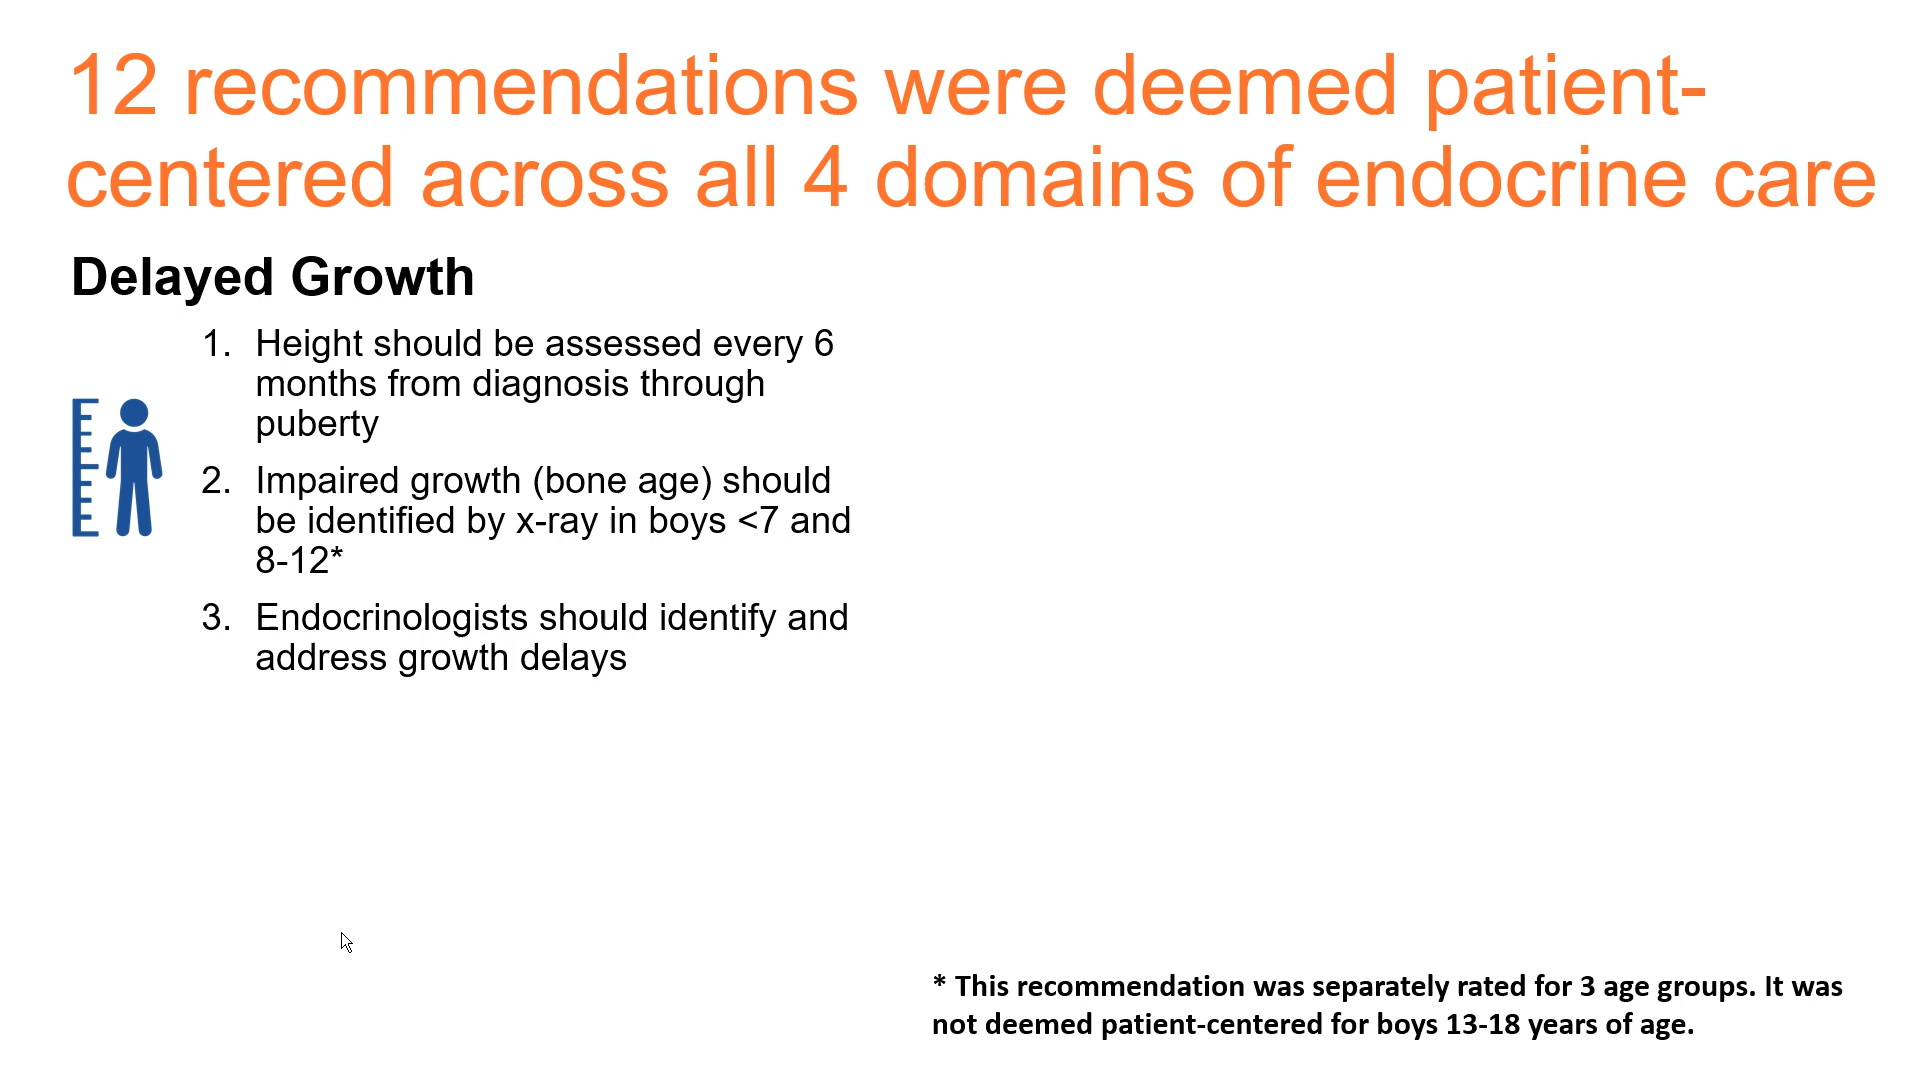 12 recommendations were deemed patient-
centered across all 4 domains of endocrine care
Delayed Growth
1. Height should be assessed every 6
months from diagnosis through
puberty
2. Impaired growth (bone age) should
be identified by x-ray in boys <7 and
8-12*
3. Endocrinologists should identify and
address growth delays
* This recommendation was separately rated for 3 age groups. It was
not deemed patient-centered for boys 13-18 years of age.